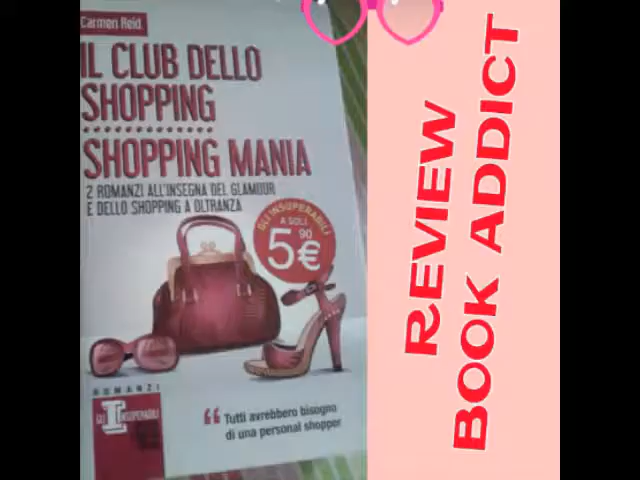 Carmen Reid
IL CLUB DELLO
SHOPPING
SHOPPING MANIA
2 ROMANZI ALL'INSEGNA DEL GLAMOUR
E DELLO SHOPPING A OLTRANZA
GLI INSUPERABILI
A SOLI
5,90 €
ROMANZI
GLI INSUPERABILI
“ Tutti avrebbero bisogno
di una personal shopper
REVIEW
BOOK ADDICT